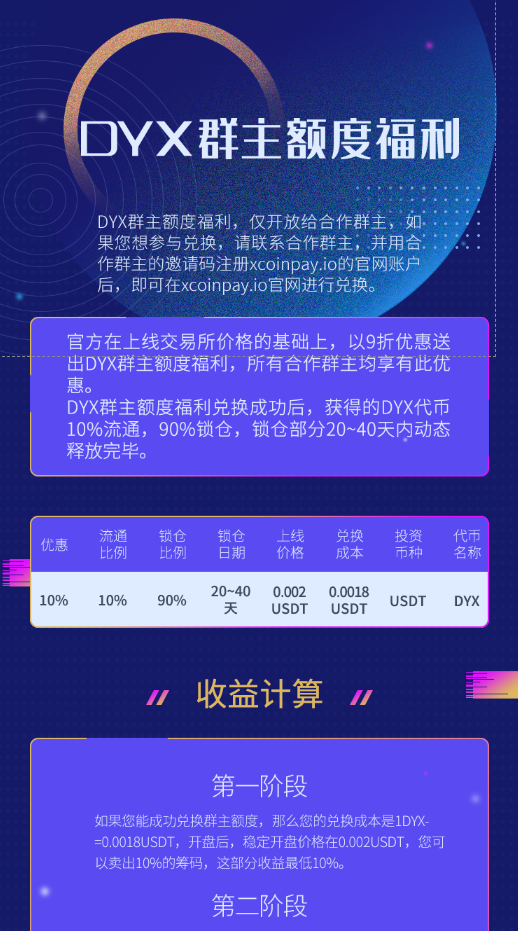 DYX群主额度福利
DYX群主额度福利，仅开放给合作群主，如
果您想参与兑换，请联系合作群主，并用合
作群主的邀请码注册xcoinpay.io的官网账户
后，即可在xcoinpay.io官网进行兑换。
官方在上线交易所价格的基础上，以9折优惠送
出DYX群主额度福利，所有合作群主均享有此优
惠。
DYX群主额度福利兑换成功后，获得的DYX代币
10%流通，90%锁仓，锁仓部分20~40天内动态
释放完毕。
优惠 流通 锁仓 锁仓 上线 兑换 投资 代币
比例 比例 日期 价格 成本 币种 名称
10% 10% 90% 20~40 0.002 0.0018 USDT DYX
天 USDT USDT
收益计算
第一阶段
如果您能成功兑换群主额度，那么您的兑换成本是1DYX-
=0.0018USDT，开盘后，稳定开盘价格在0.002USDT，您可
以卖出10%的筹码，这部分收益最低10%。
第二阶段